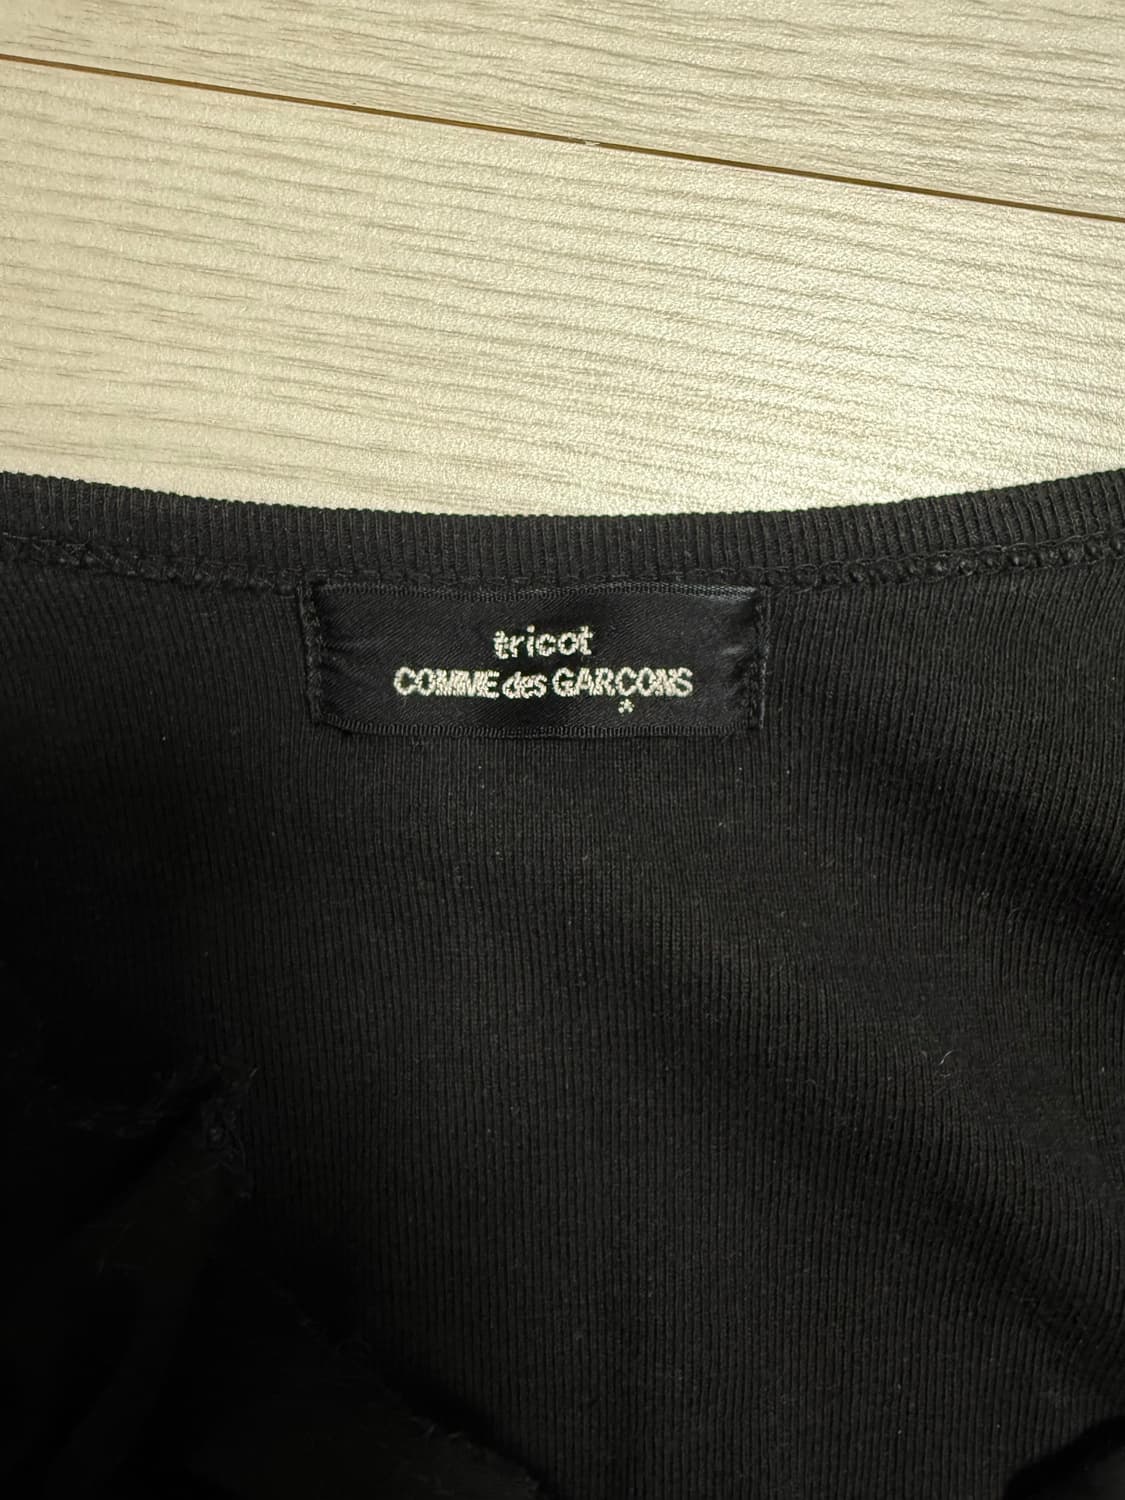 tricot
COMME des GARÇONS
*